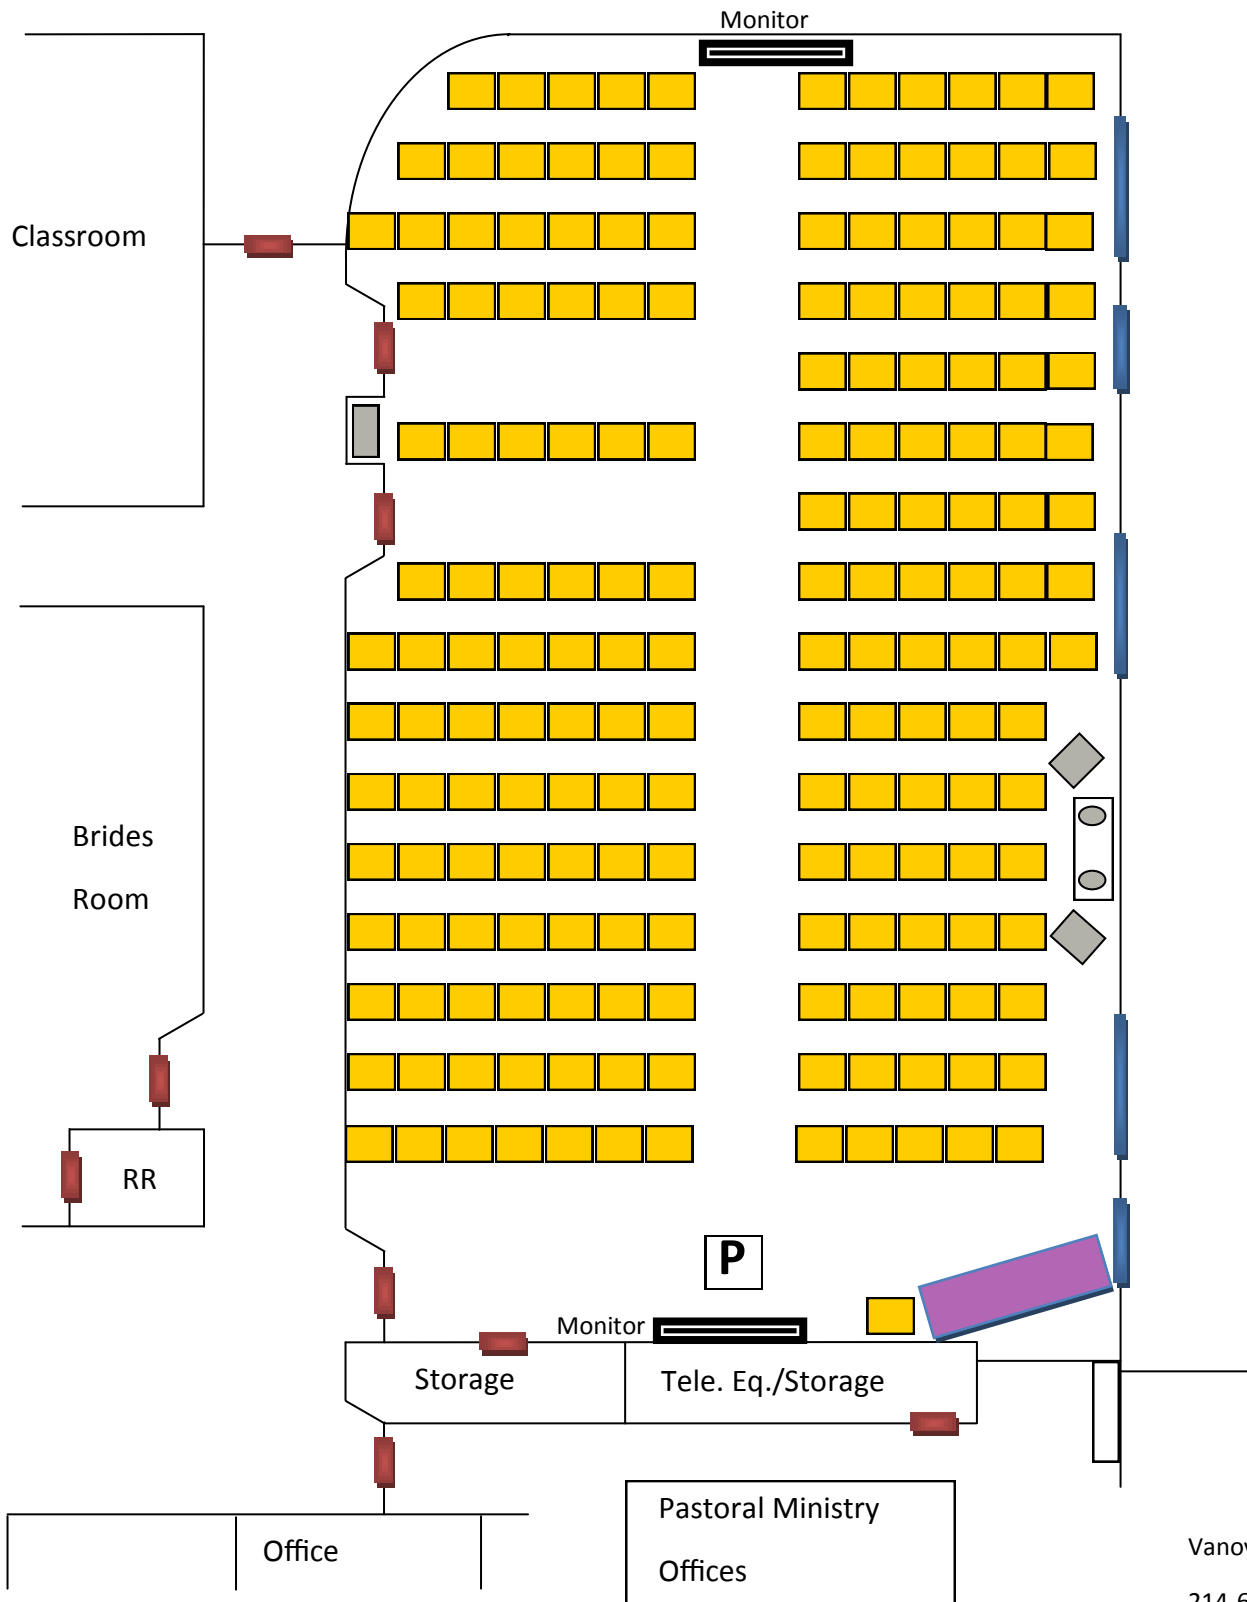 Monitor
Classroom
Brides
Room
RR
P
Monitor
Storage
Tele. Eq./Storage
Pastoral Ministry
Offices
Office